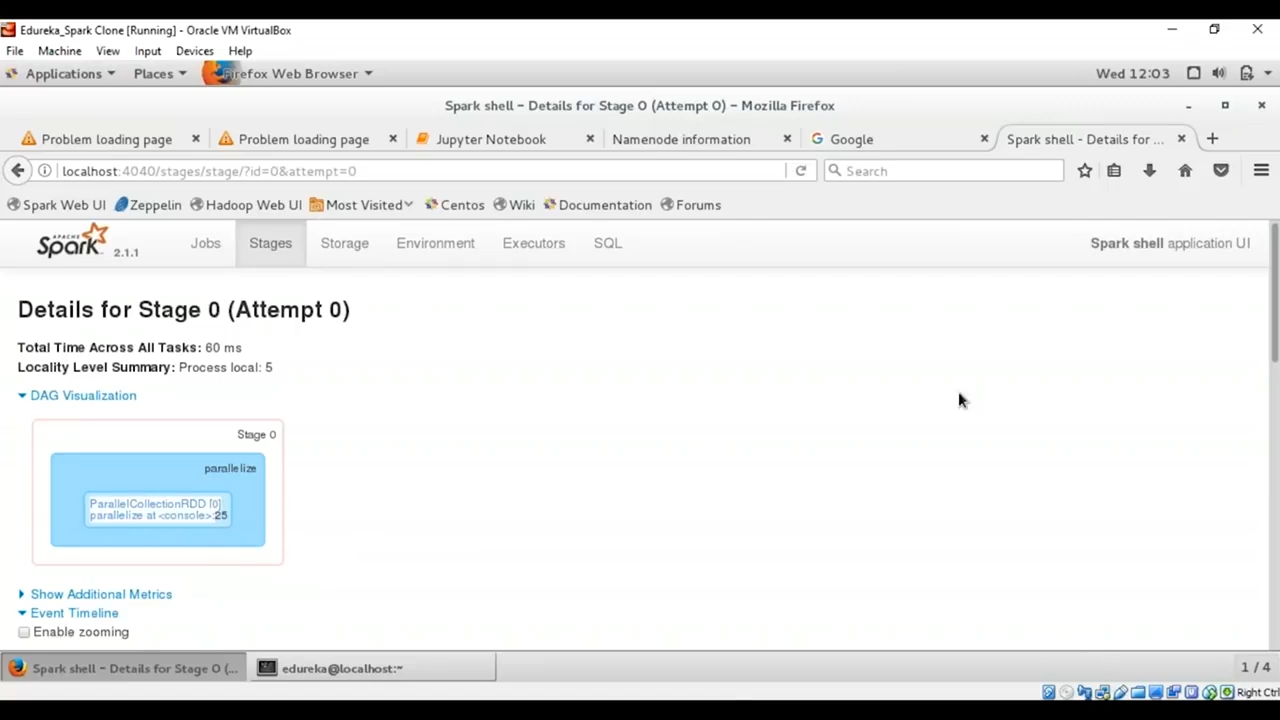 Edureka_Spark Clone [Running] - Oracle VM VirtualBox
File Machine View Input Devices Help
Applications Places Firefox Web Browser Wed 12:03
Spark shell - Details for Stage 0 (Attempt 0) - Mozilla Firefox
Problem loading page Problem loading page Jupyter Notebook Namenode information Google Spark shell - Details for ...
localhost:4040/stages/stage/?id=0&attempt=0 Search
Spark Web UI Zeppelin Hadoop Web UI Most Visited Centos Wiki Documentation Forums
APACHE Spark 2.1.1 Jobs Stages Storage Environment Executors SQL Spark shell application UI
Details for Stage 0 (Attempt 0)
Total Time Across All Tasks: 60 ms
Locality Level Summary: Process local: 5
DAG Visualization
Stage 0
parallelize
ParallelCollectionRDD [0]
parallelize at <console>:25
Show Additional Metrics
Event Timeline
Enable zooming
Spark shell - Details for Stage 0 (... edureka@localhost:~ 1 / 4
Right Ctrl